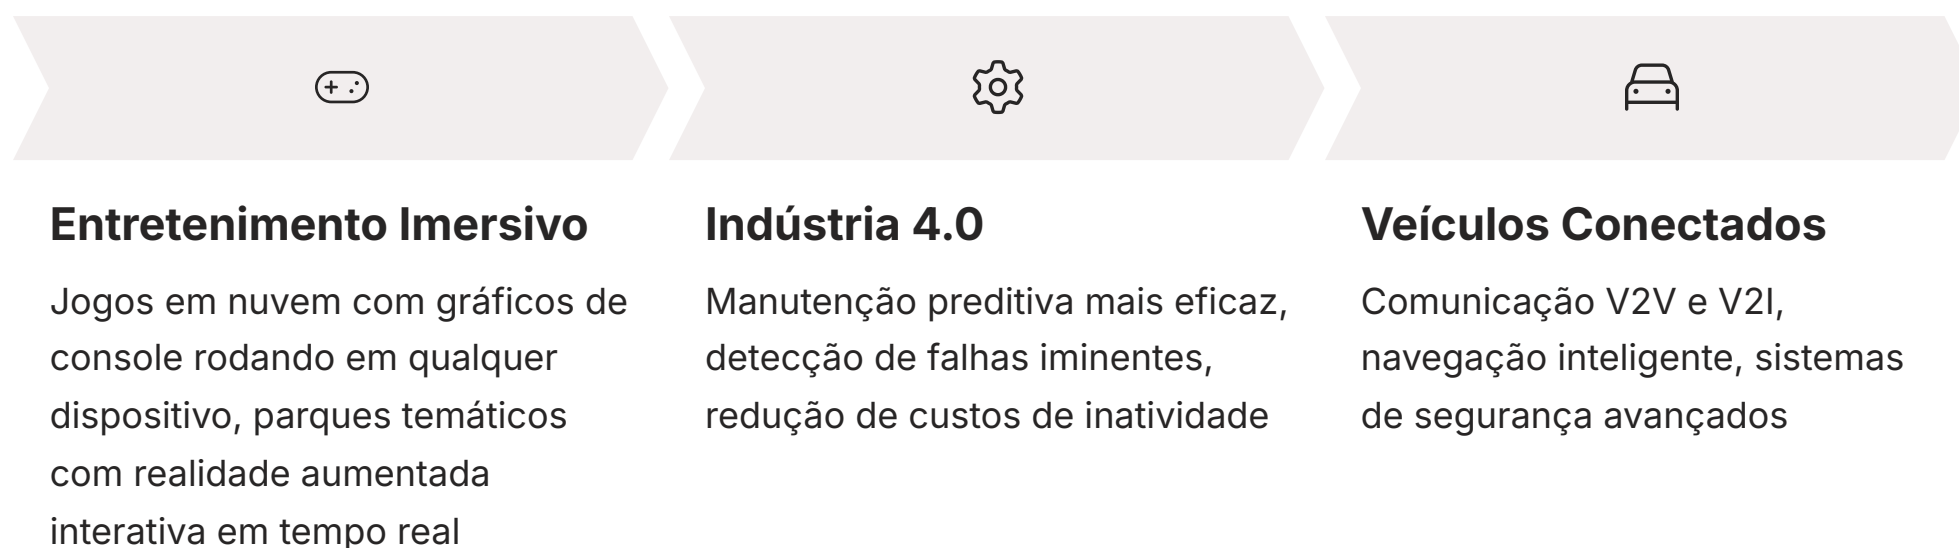 Entretenimento Imersivo
Jogos em nuvem com gráficos de
console rodando em qualquer
dispositivo, parques temáticos
com realidade aumentada
interativa em tempo real
Indústria 4.0
Manutenção preditiva mais eficaz,
detecção de falhas iminentes,
redução de custos de inatividade
Veículos Conectados
Comunicação V2V e V2I,
navegação inteligente, sistemas
de segurança avançados